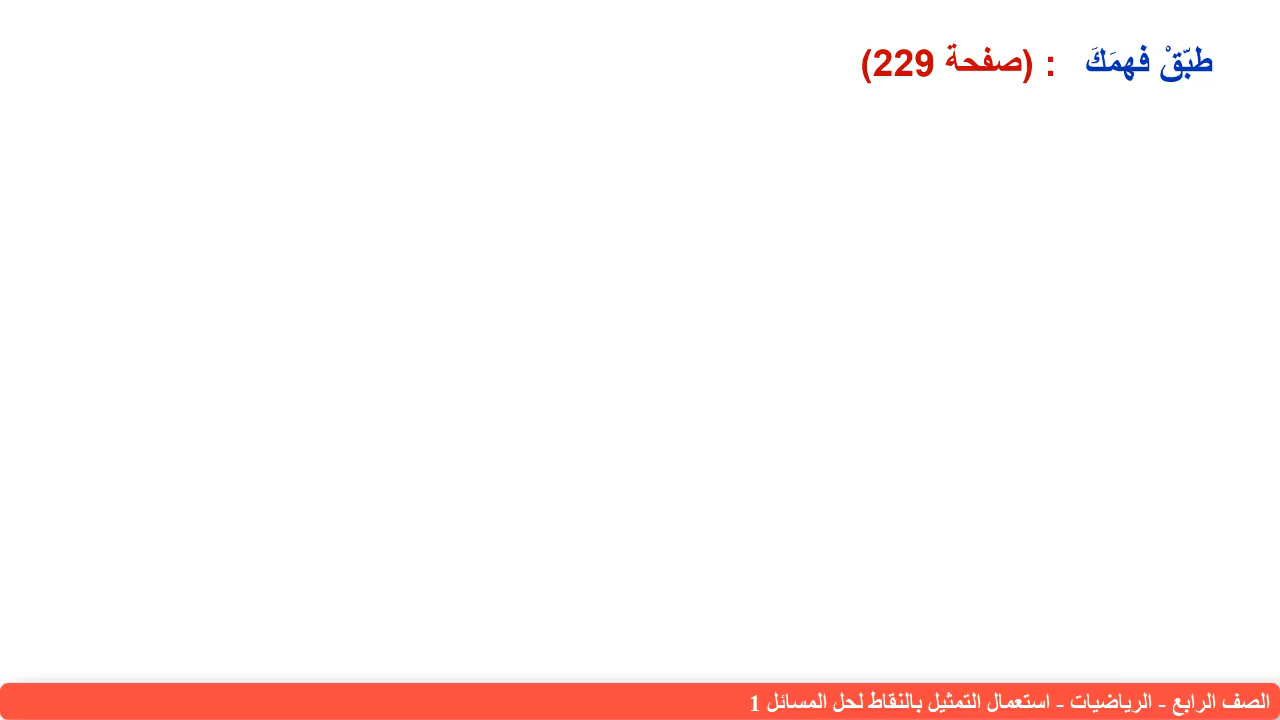 طبّقْ فهمَكَ : (صفحة 229)
الصف الرابع - الرياضيات - استعمال التمثيل بالنقاط لحل المسائل 1